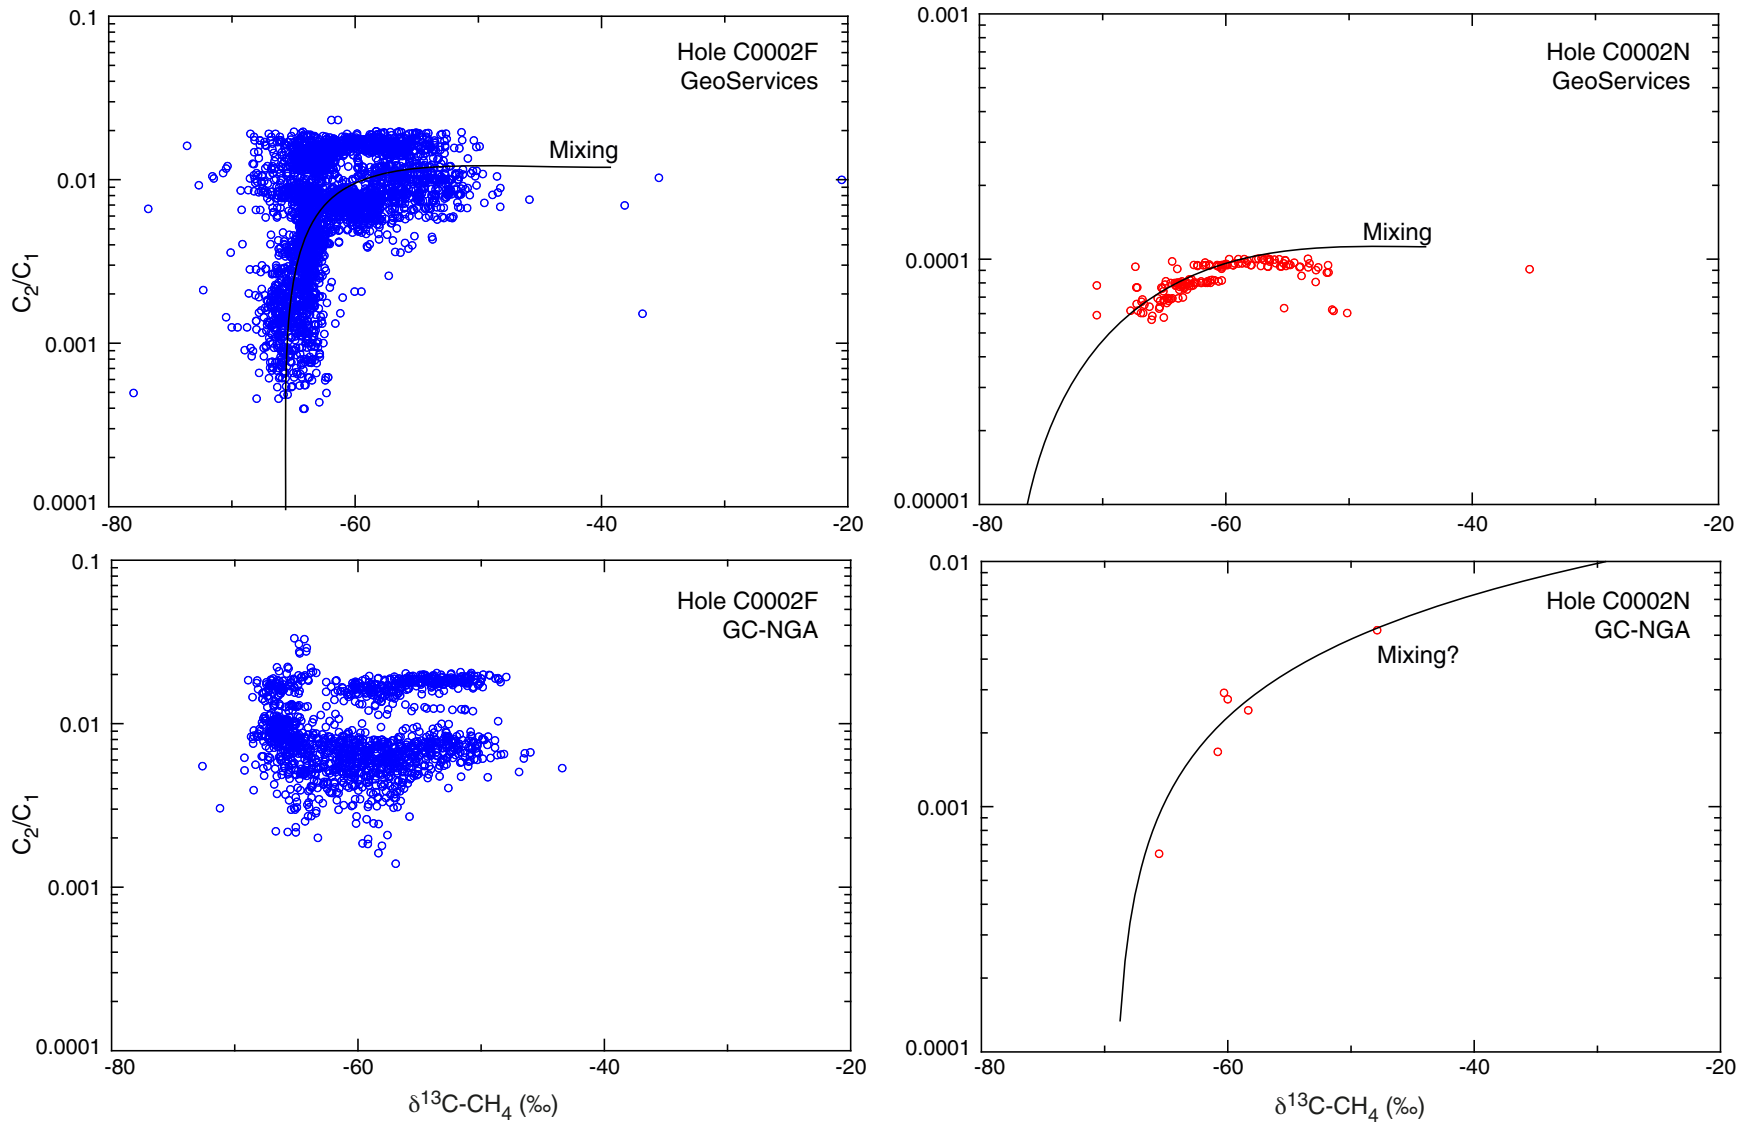 0.1
0.01
0.001
0.0001
C2/C1
-80
-60
-40
-20
Hole C0002F
GeoServices
Mixing
0.001
0.0001
0.00001
-80
-60
-40
-20
Hole C0002N
GeoServices
Mixing
0.1
0.01
0.001
0.0001
C2/C1
-80
-60
-40
-20
δ13C-CH4 (‰)
Hole C0002F
GC-NGA
0.01
0.001
0.0001
-80
-60
-40
-20
δ13C-CH4 (‰)
Hole C0002N
GC-NGA
Mixing?